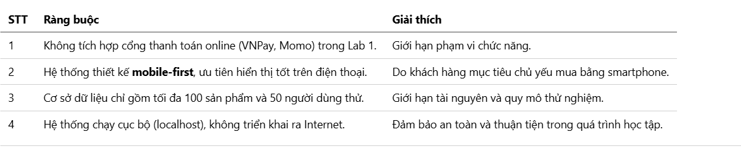 STT Ràng buộc Giải thích
1 Không tích hợp cổng thanh toán online (VNPay, Momo) trong Lab 1. Giới hạn phạm vi chức năng.
2 Hệ thống thiết kế mobile-first, ưu tiên hiển thị tốt trên điện thoại. Do khách hàng mục tiêu chủ yếu mua bằng smartphone.
3 Cơ sở dữ liệu chỉ gồm tối đa 100 sản phẩm và 50 người dùng thử. Giới hạn tài nguyên và quy mô thử nghiệm.
4 Hệ thống chạy cục bộ (localhost), không triển khai ra Internet. Đảm bảo an toàn và thuận tiện trong quá trình học tập.